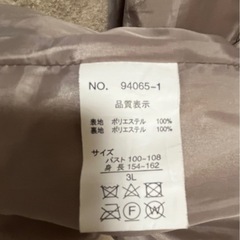 NO. 94065-1
品質表示
表地 ポリエステル 100%
裏地 ポリエステル 100%
サイズ
バスト 100-108
身長 154-162
3L